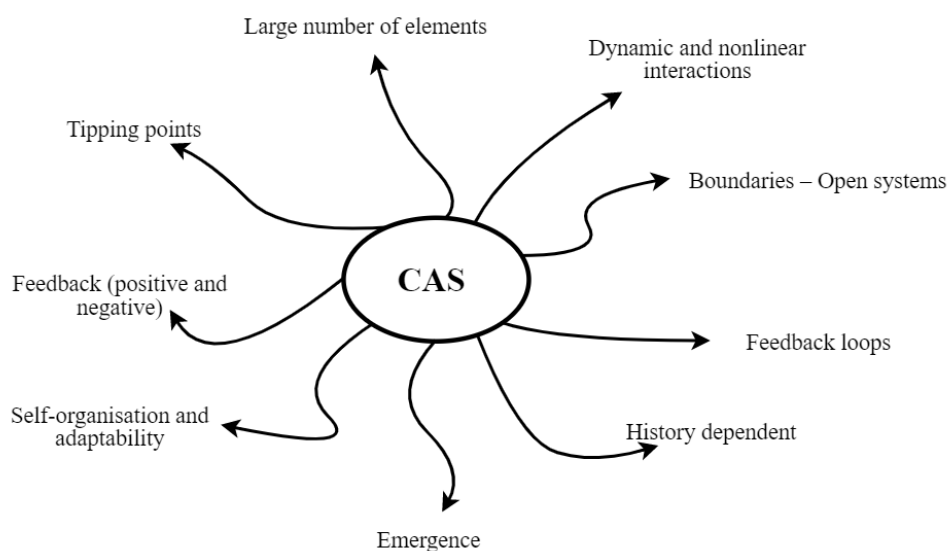 Large number of elements
Dynamic and nonlinear
interactions
Tipping points
Boundaries – Open systems
CAS
Feedback (positive and
negative)
Feedback loops
Self-organisation and
adaptability
History dependent
Emergence